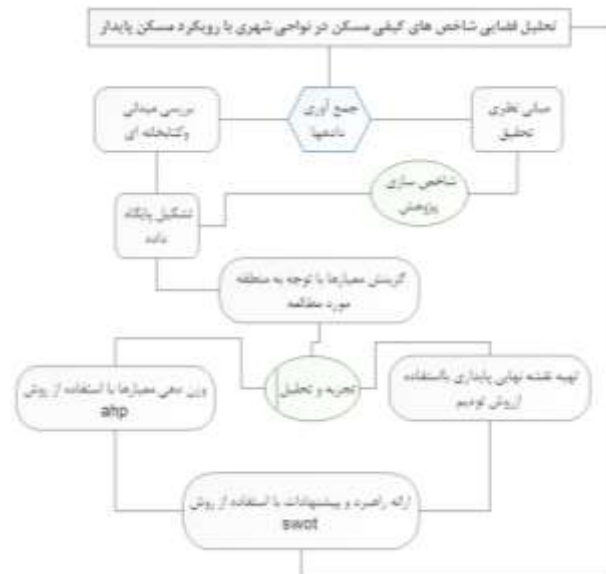 تحلیل فضایی شاخص های کیفی مسکن در نواحی شهری با رویکرد مسکن پایدار
جمع آوری
داده‌ها
مبانی نظری
تحقیق
بررسی میدانی
وکتابخانه ای
شاخص سازی
پژوهش
تشکیل پایگاه
داده
گزینش معیارها با توجه به منطقه
مورد مطالعه
تجزیه و تحلیل
تهیه نقشه نهایی پایداری بااستفاده
ازروش تودیم
وزن دهی معیارها با استفاده از روش
ahp
ارائه راهبرد و پیشنهادات با استفاده از روش
swot